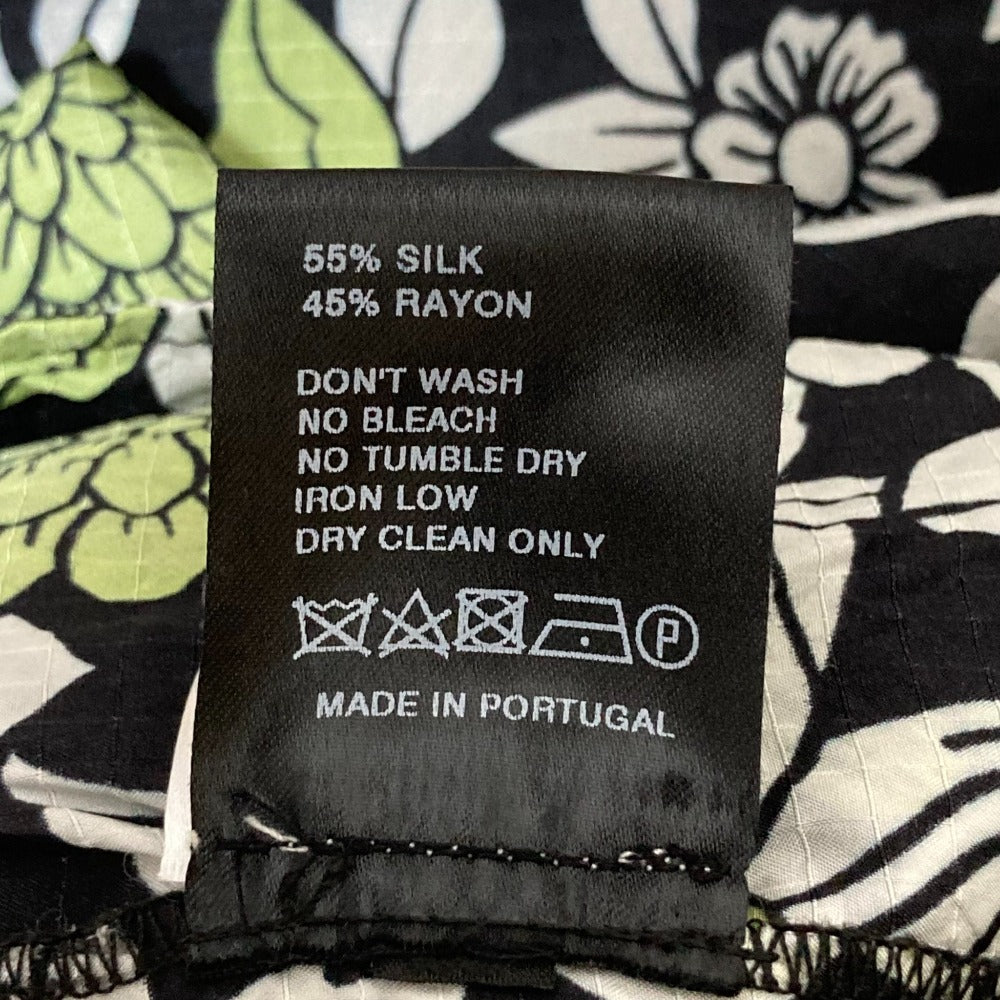 55% SILK
45% RAYON
DON'T WASH
NO BLEACH
NO TUMBLE DRY
IRON LOW
DRY CLEAN ONLY
P
MADE IN PORTUGAL